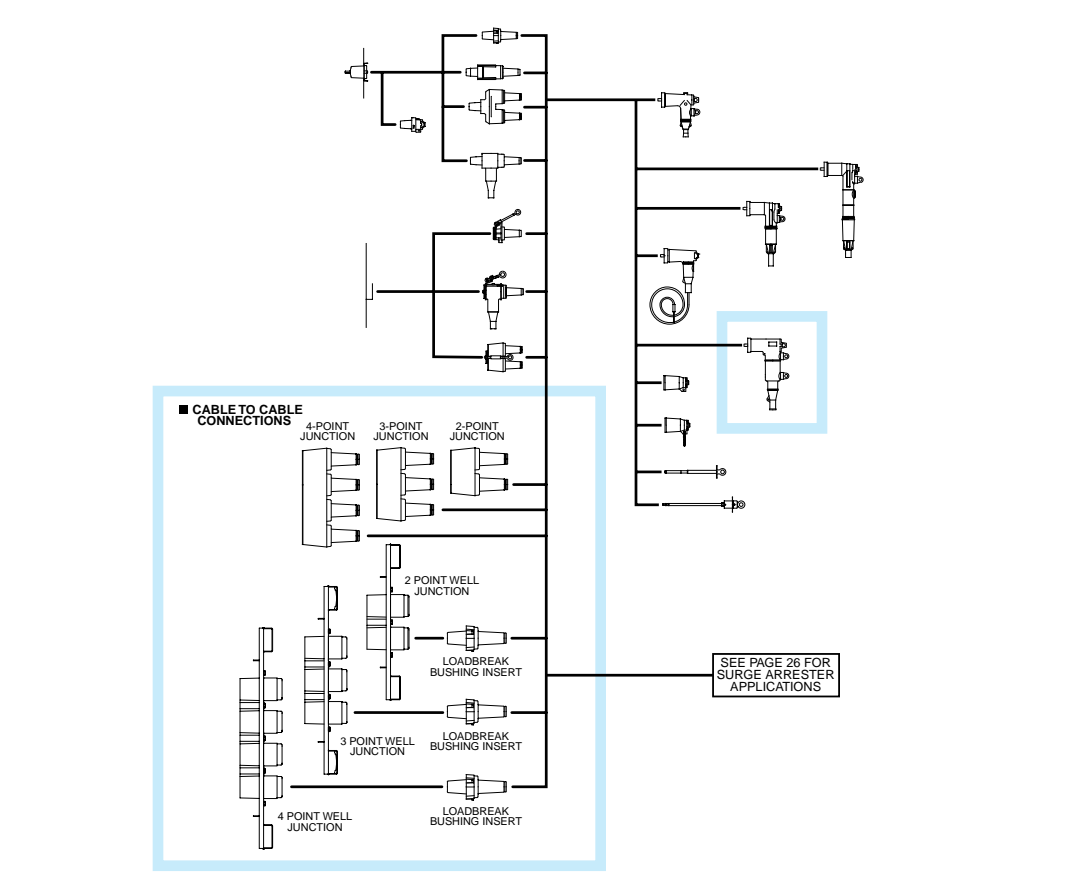 ■ CABLE TO CABLE
CONNECTIONS
4-POINT
JUNCTION
3-POINT
JUNCTION
2-POINT
JUNCTION
2 POINT WELL
JUNCTION
LOADBREAK
BUSHING INSERT
SEE PAGE 26 FOR
SURGE ARRESTER
APPLICATIONS
3 POINT WELL
JUNCTION
LOADBREAK
BUSHING INSERT
4 POINT WELL
JUNCTION
LOADBREAK
BUSHING INSERT